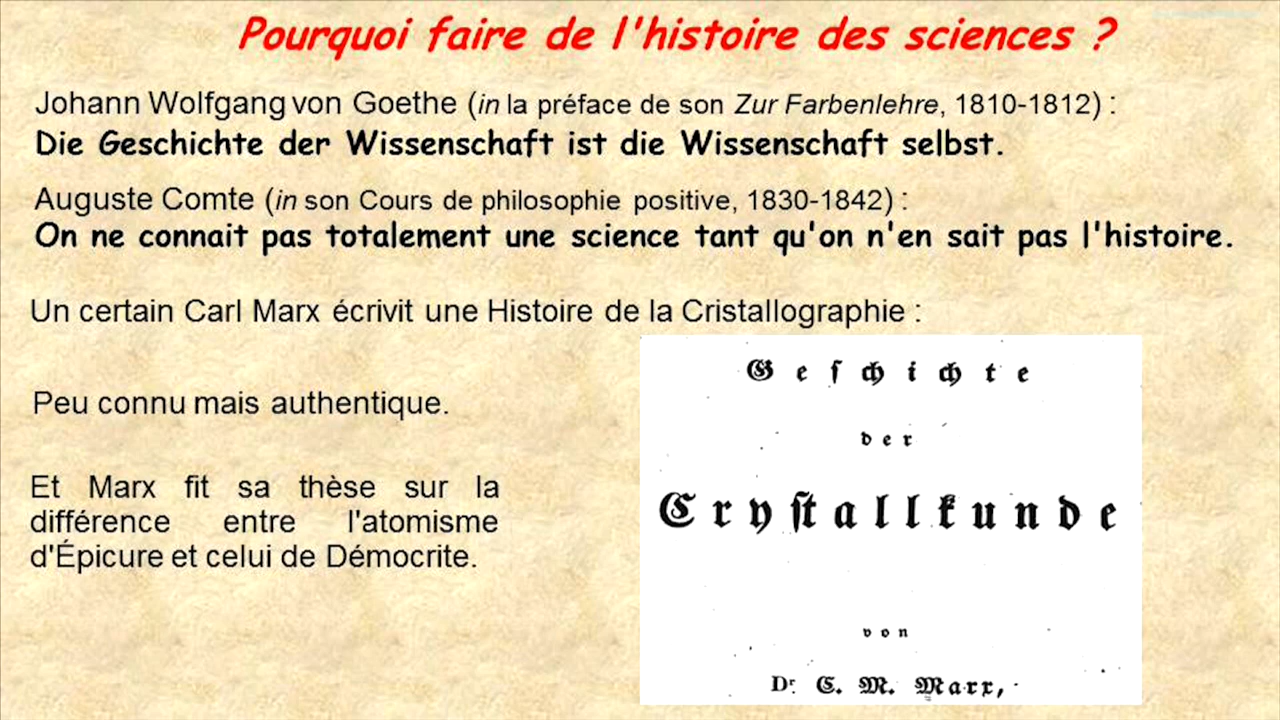 Pourquoi faire de l'histoire des sciences ?
Johann Wolfgang von Goethe (in la préface de son Zur Farbenlehre, 1810-1812) :
Die Geschichte der Wissenschaft ist die Wissenschaft selbst.
Auguste Comte (in son Cours de philosophie positive, 1830-1842) :
On ne connait pas totalement une science tant qu'on n'en sait pas l'histoire.
Un certain Carl Marx écrivit une Histoire de la Cristallographie :
Peu connu mais authentique.
Et Marx fit sa thèse sur la
différence entre l'atomisme
d'Épicure et celui de Démocrite.
Geſchichte
der
Cryſtallkunde
von
Dr. C. M. Marx,